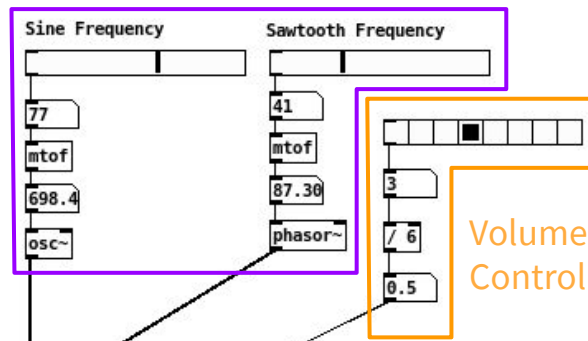 Sine Frequency
Sawtooth Frequency
77
mtof
698.4
osc~
41
mtof
87.30
phasor~
3
/ 6
0.5
Volume
Control